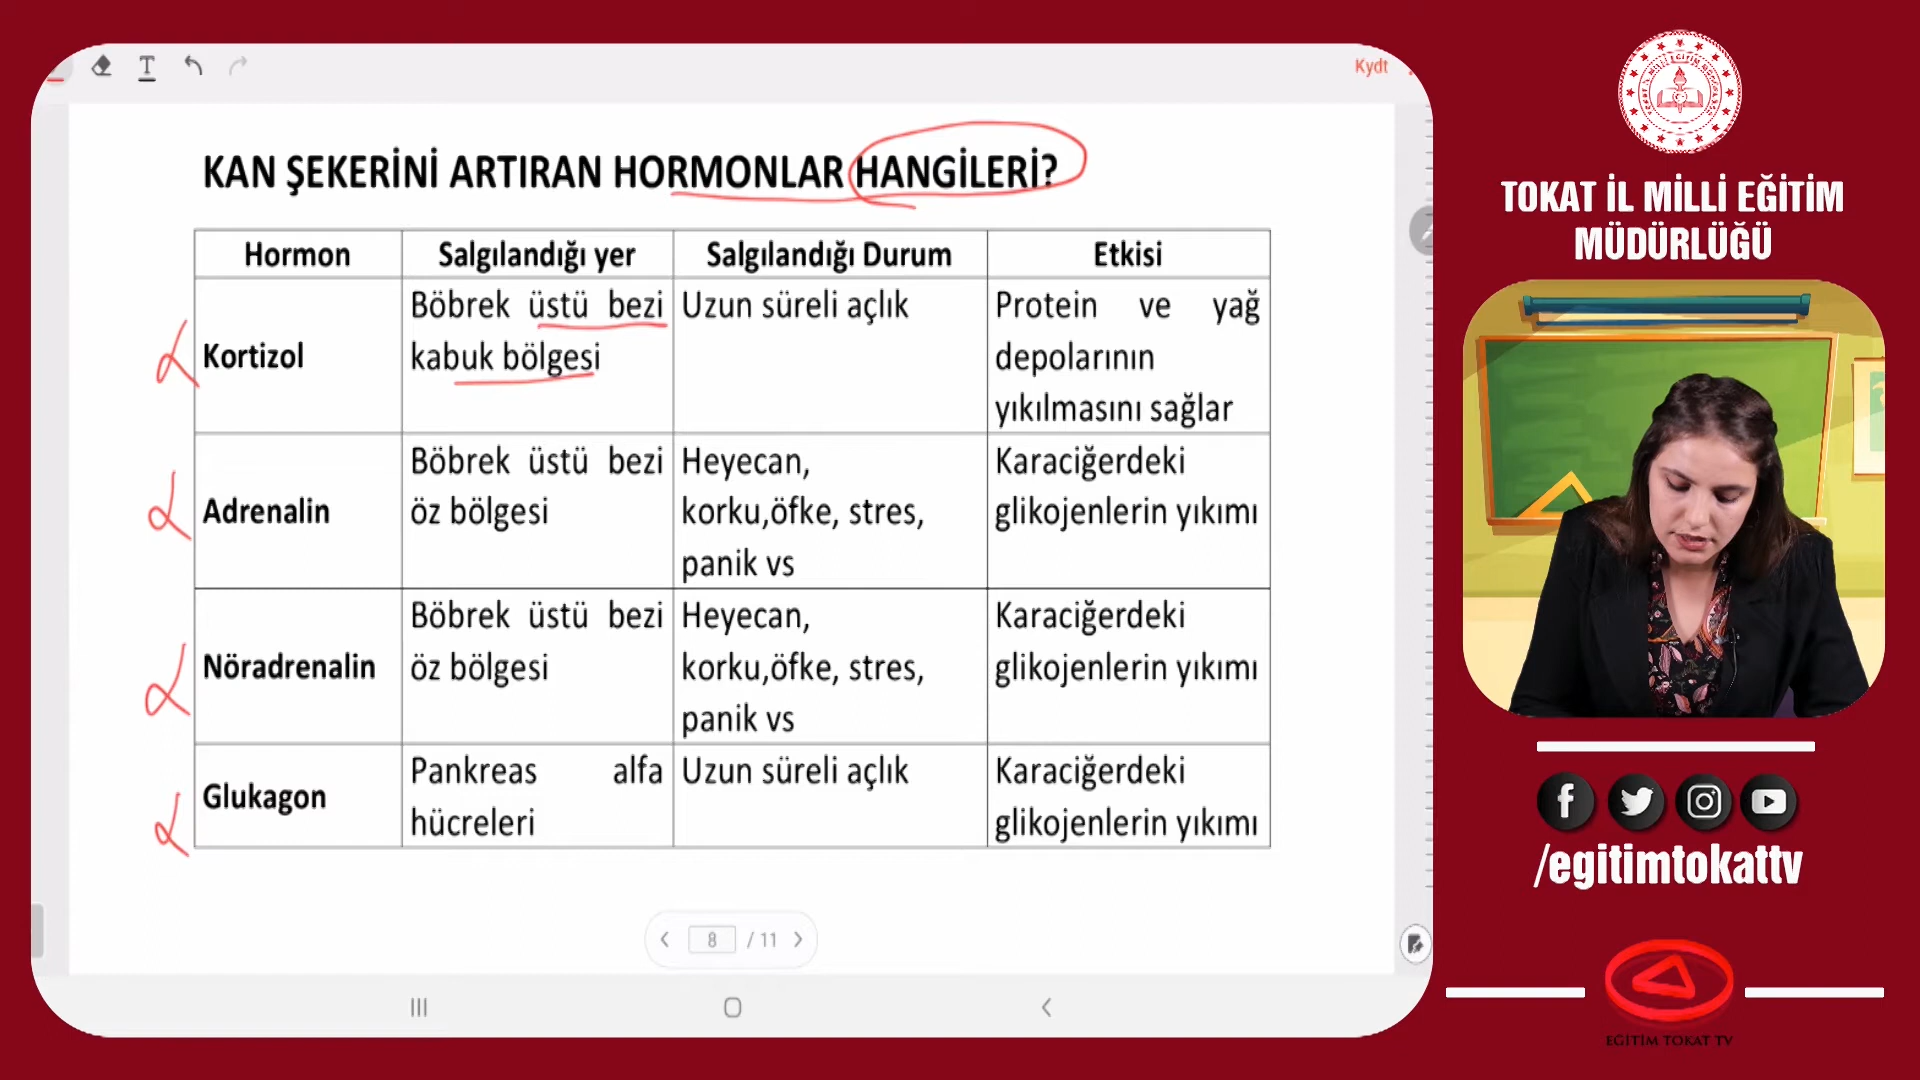 Kydt
KAN ŞEKERİNİ ARTIRAN HORMONLAR HANGİLERİ?
Hormon Salgılandığı yer Salgılandığı Durum Etkisi
Kortizol
Böbrek üstü bezi
kabuk bölgesi
Uzun süreli açlık
Protein ve yağ
depolarının
yıkılmasını sağlar
Adrenalin
Böbrek üstü bezi
öz bölgesi
Heyecan,
korku,öfke, stres,
panik vs
Karaciğerdeki
glikojenlerin yıkımı
Nöradrenalin
Böbrek üstü bezi
öz bölgesi
Heyecan,
korku,öfke, stres,
panik vs
Karaciğerdeki
glikojenlerin yıkımı
Glukagon
Pankreas alfa
hücreleri
Uzun süreli açlık
Karaciğerdeki
glikojenlerin yıkımı
8 / 11
TOKAT İL MİLLİ EĞİTİM
MÜDÜRLÜĞÜ
/egitimtokattv
EĞİTİM TOKAT TV